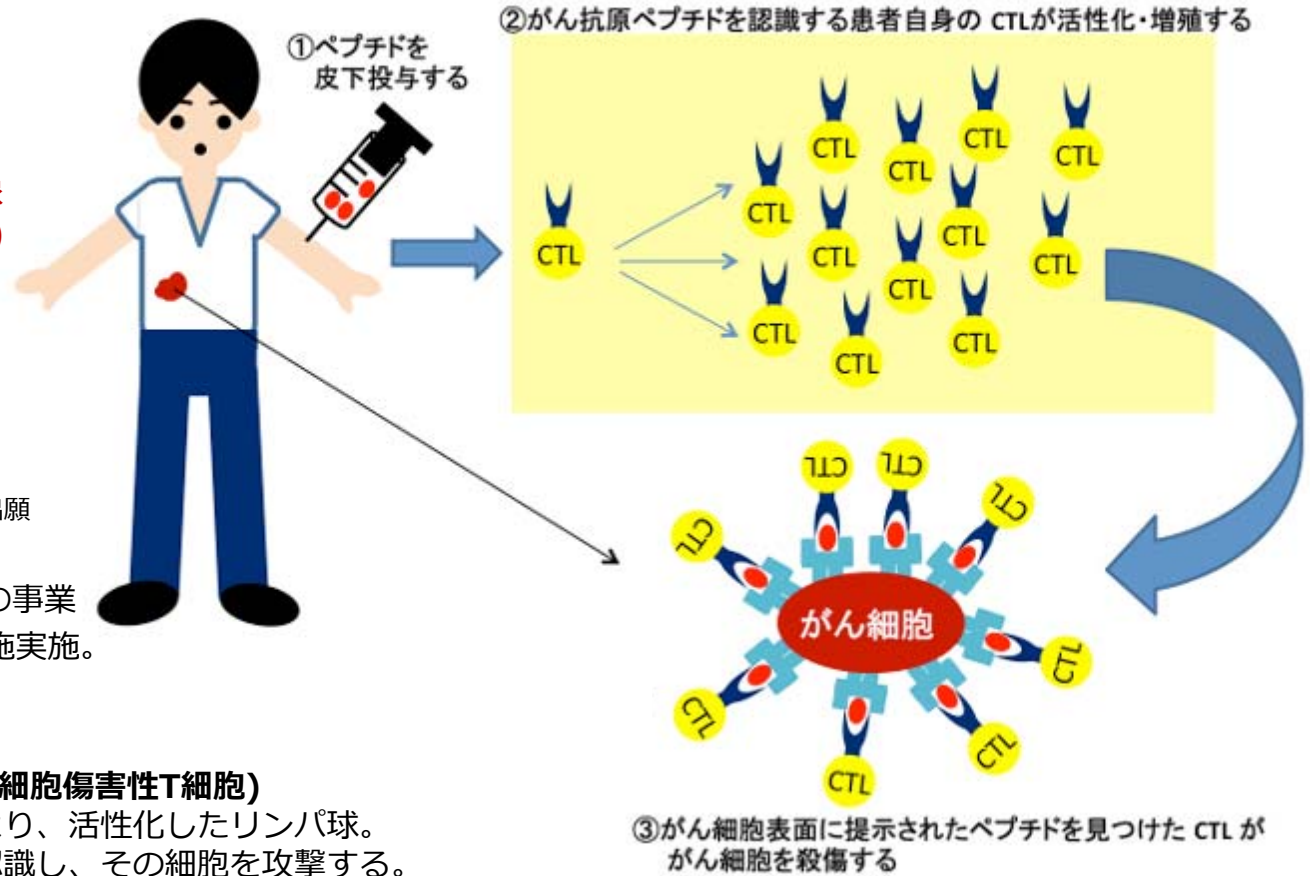 ②がん抗原ペプチドを認識する患者自身の CTLが活性化・増殖する
①ペプチドを
皮下投与する
CTL
CTL
CTL
CTL
CTL
CTL
CTL
CTL
CTL
CTL
CTL
CTL
CTL
CTL
出願
の事業
施実施。
CTL
CTL
CTL
CTL
CTL
CTL
CTL
CTL
がん細胞
細胞傷害性T細胞)
より、活性化したリンパ球。
認識し、その細胞を攻撃する。
③がん細胞表面に提示されたペプチドを見つけた CTL が
がん細胞を殺傷する